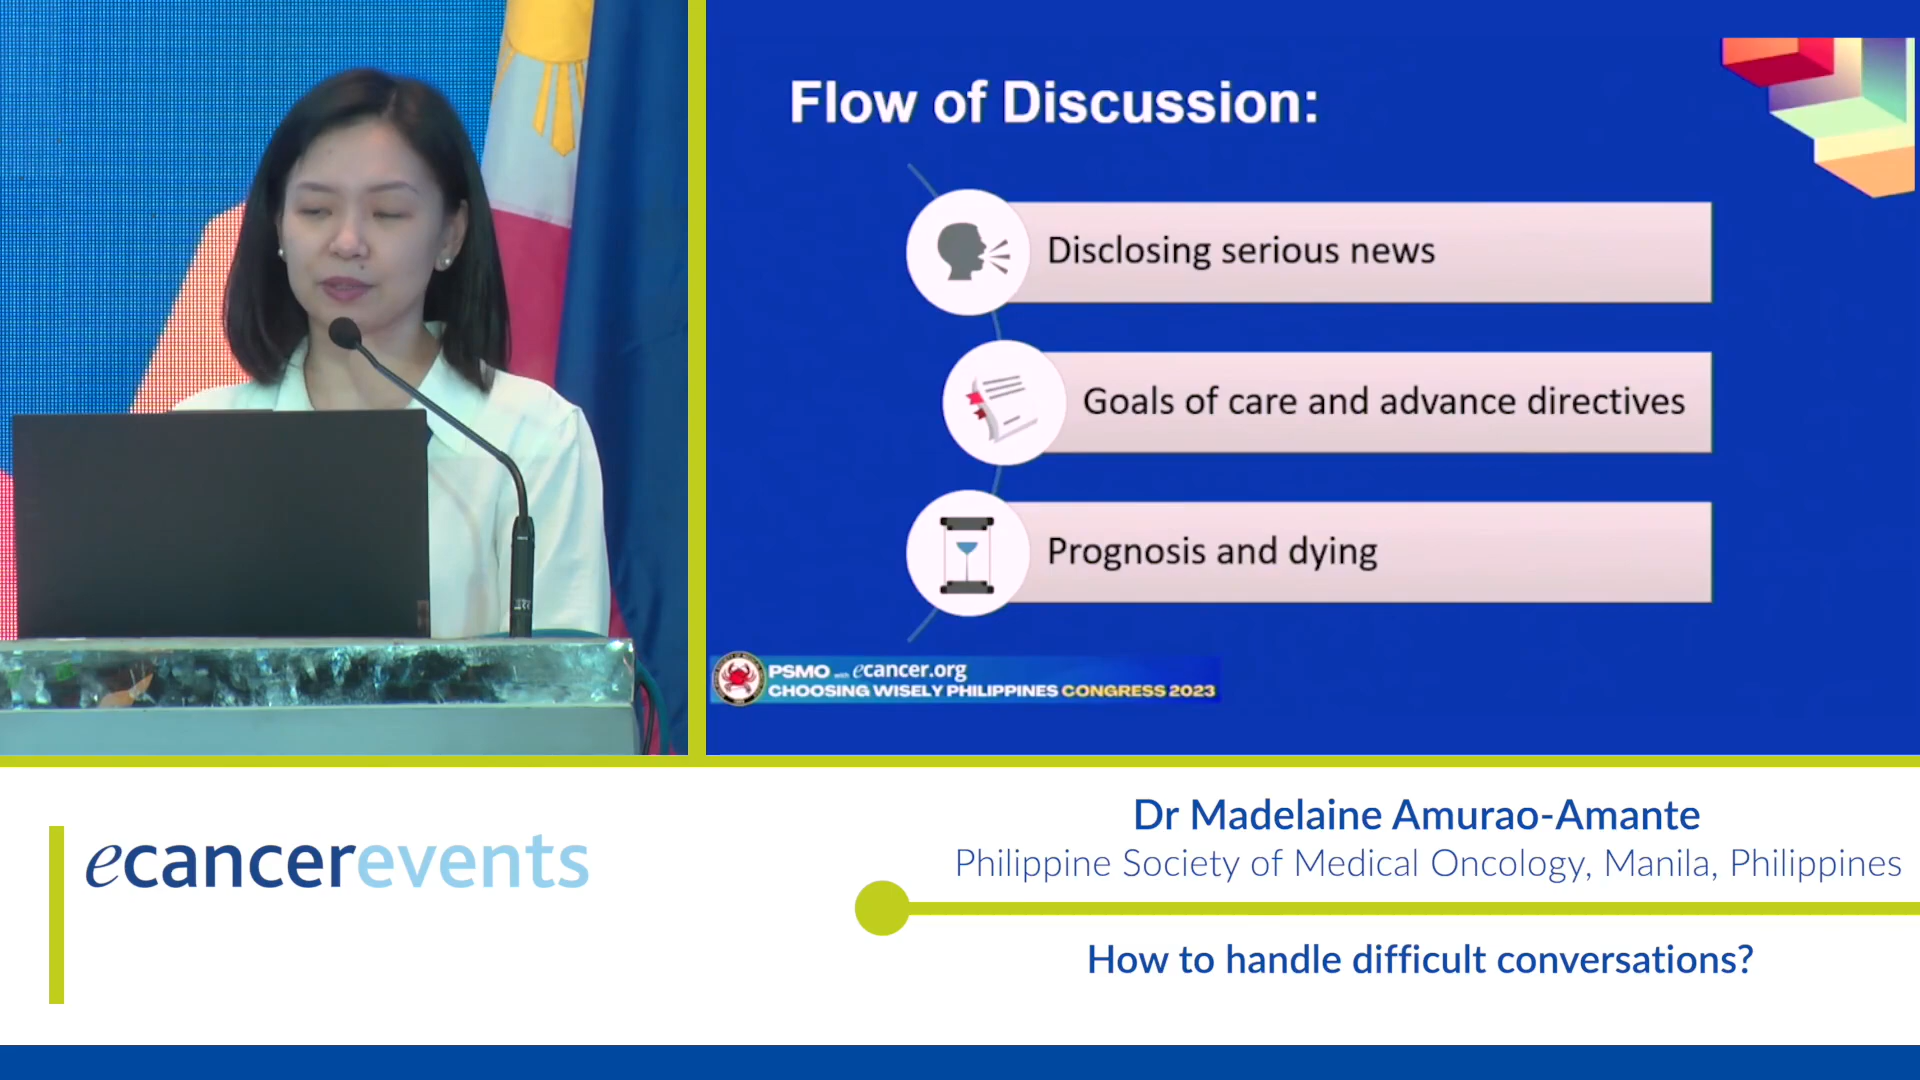 Flow of Discussion:
Disclosing serious news
Goals of care and advance directives
Prognosis and dying
PSMO with ecancer.org
CHOOSING WISELY PHILIPPINES CONGRESS 2023
ecancerevents
Dr Madelaine Amurao-Amante
Philippine Society of Medical Oncology, Manila, Philippines
How to handle difficult conversations?